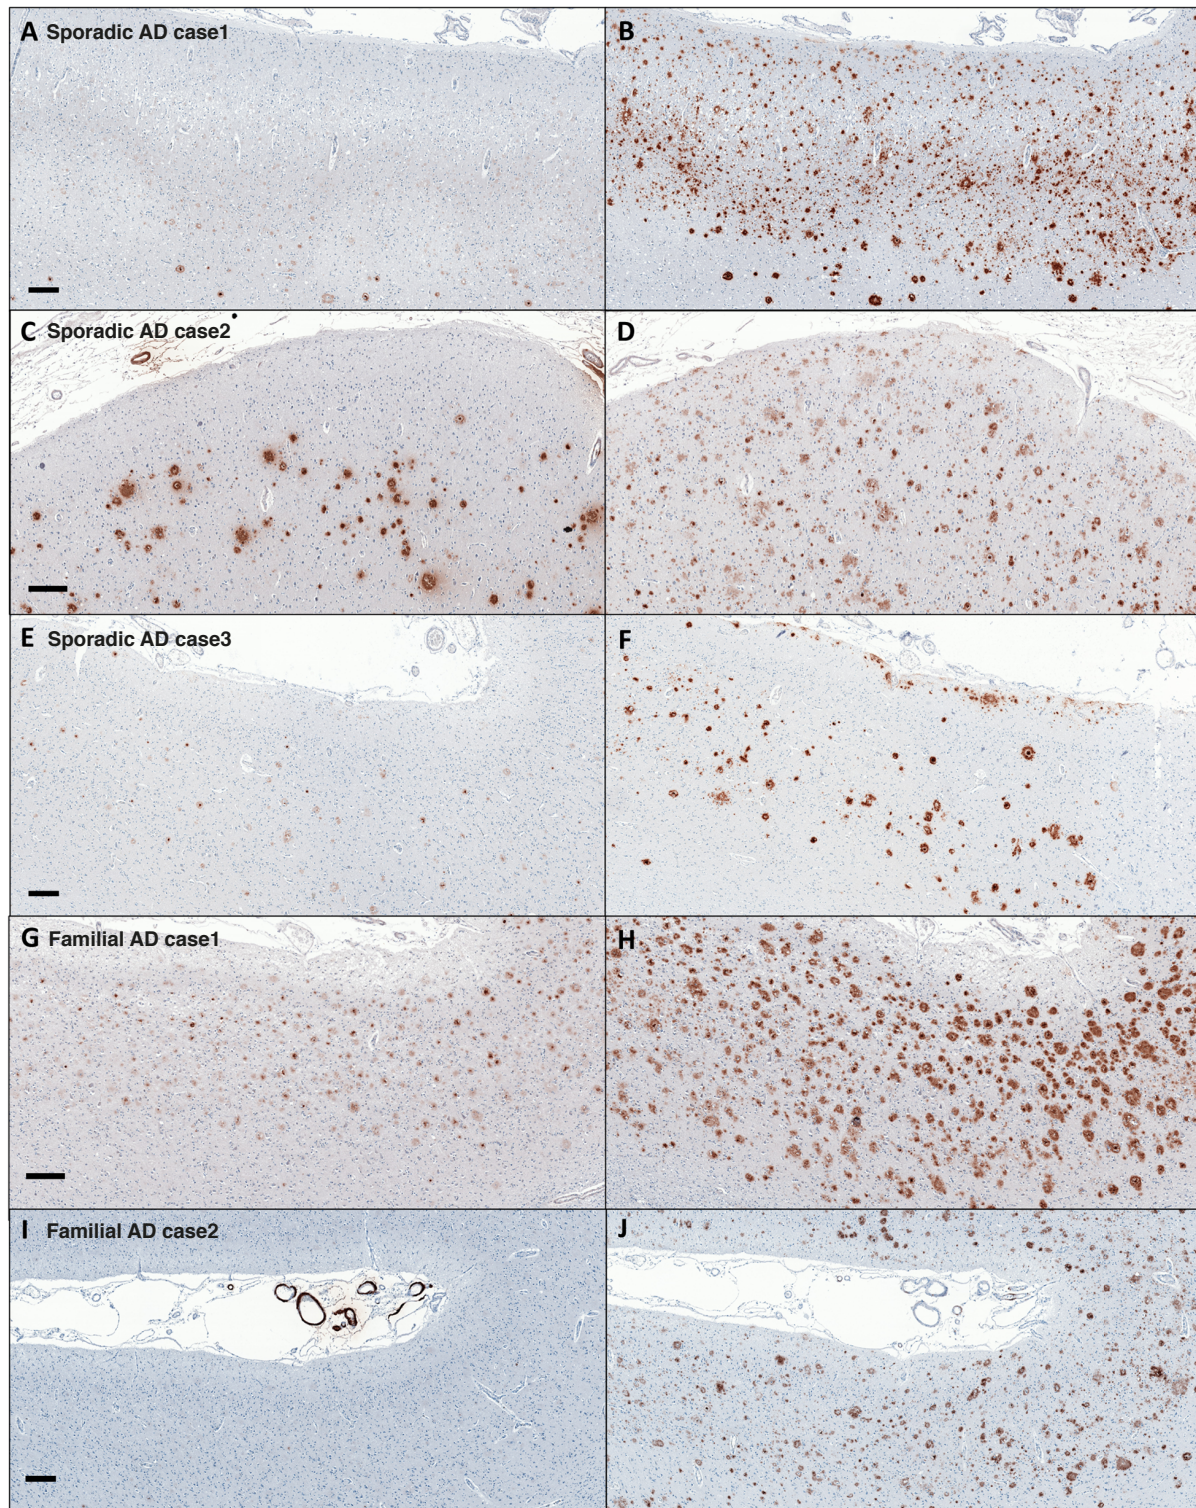 A Sporadic AD case1
B
C Sporadic AD case2
D
E Sporadic AD case3
F
G Familial AD case1
H
I Familial AD case2
J